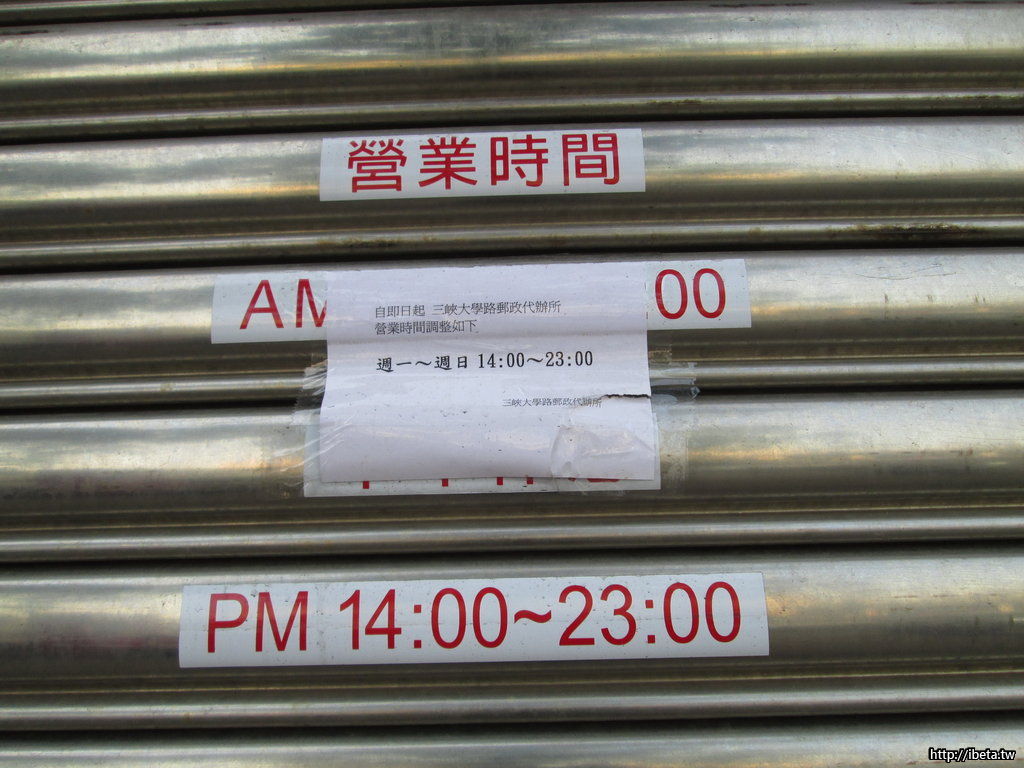 營業時間
AM
00
自即日起 三峽大學路郵政代辦所
營業時間調整如下
週一～週日 14:00～23:00
三峽大學路郵政代辦所
PM 14:00~23:00
http://ibeta.tw